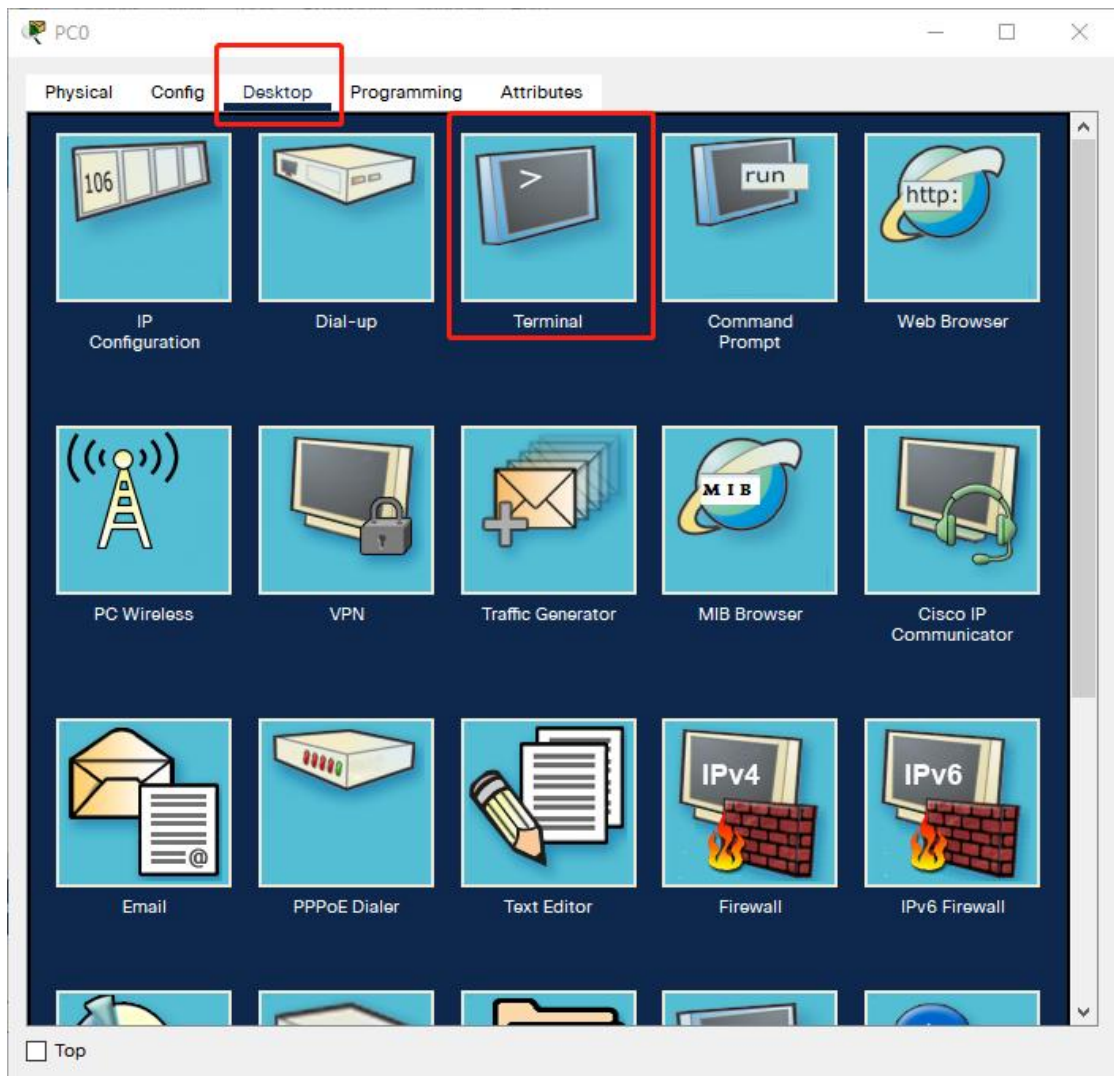 PC0
Physical Config Desktop Programming Attributes
106
>
run
http:
IP
Configuration
Dial-up
Terminal
Command
Prompt
Web Browser
MIB
PC Wireless
VPN
Traffic Generator
MIB Browser
Cisco IP
Communicator
@
IPv4
IPv6
Email
PPPoE Dialer
Text Editor
Firewall
IPv6 Firewall
Top